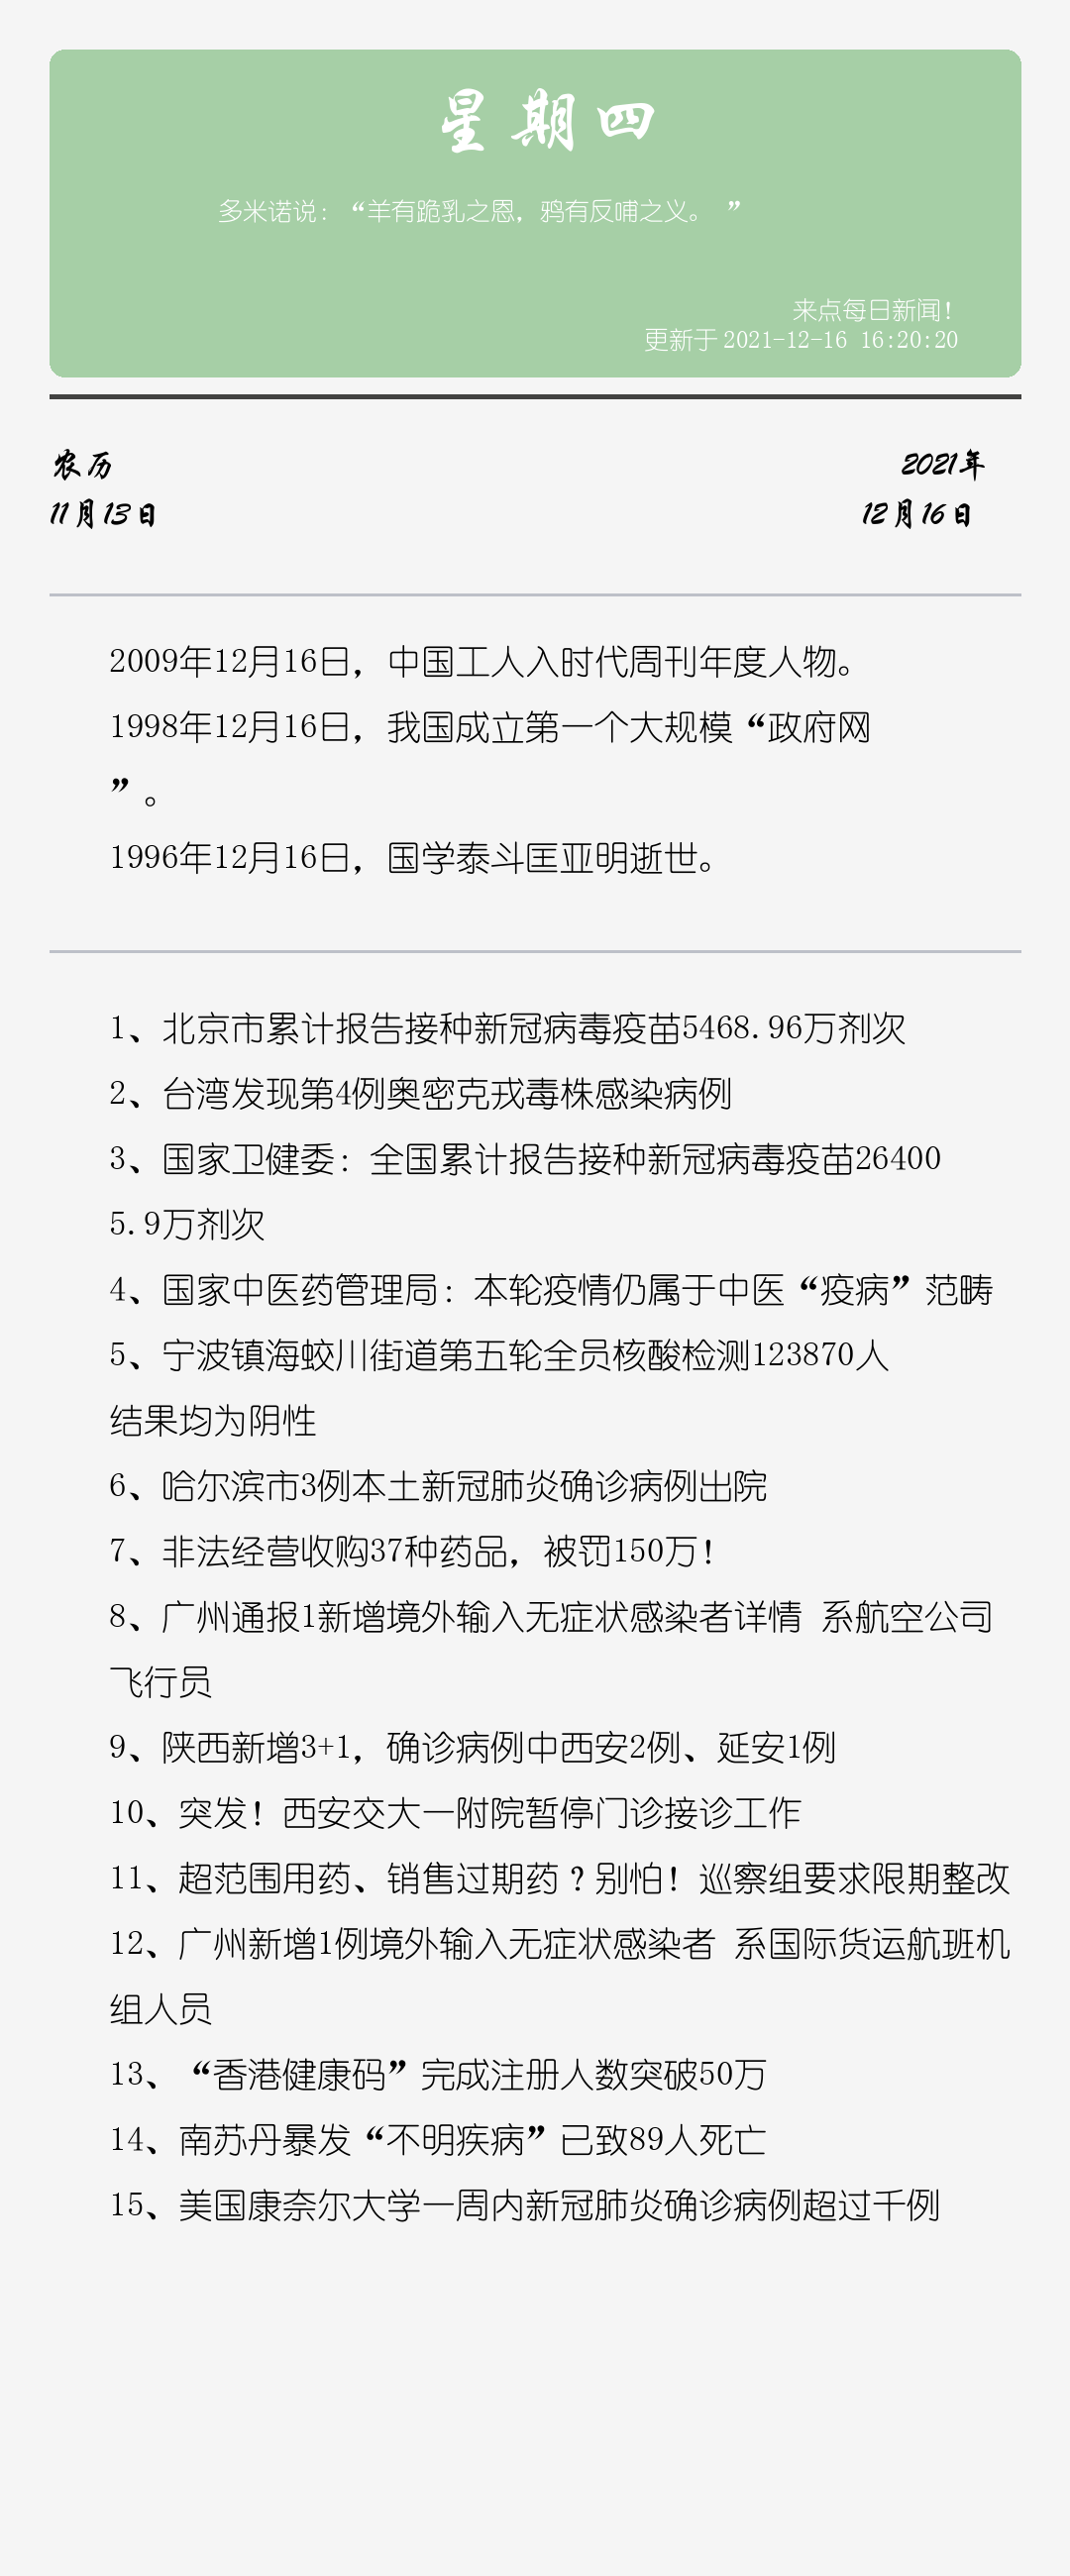 星期四
多米诺说：“羊有跪乳之恩，鸦有反哺之义。 ”
来点每日新闻！
更新于 2021-12-16 16:20:20
农历
2021年
11月13日
12月16日
2009年12月16日，中国工人入时代周刊年度人物。
1998年12月16日，我国成立第一个大规模“政府网
”。
1996年12月16日，国学泰斗匡亚明逝世。
1、北京市累计报告接种新冠病毒疫苗5468.96万剂次
2、台湾发现第4例奥密克戎毒株感染病例
3、国家卫健委：全国累计报告接种新冠病毒疫苗26400
5.9万剂次
4、国家中医药管理局：本轮疫情仍属于中医“疫病”范畴
5、宁波镇海蛟川街道第五轮全员核酸检测123870人
结果均为阴性
6、哈尔滨市3例本土新冠肺炎确诊病例出院
7、非法经营收购37种药品，被罚150万！
8、广州通报1新增境外输入无症状感染者详情 系航空公司
飞行员
9、陕西新增3+1，确诊病例中西安2例、延安1例
10、突发！西安交大一附院暂停门诊接诊工作
11、超范围用药、销售过期药？别怕！巡察组要求限期整改
12、广州新增1例境外输入无症状感染者 系国际货运航班机
组人员
13、“香港健康码”完成注册人数突破50万
14、南苏丹暴发“不明疾病”已致89人死亡
15、美国康奈尔大学一周内新冠肺炎确诊病例超过千例